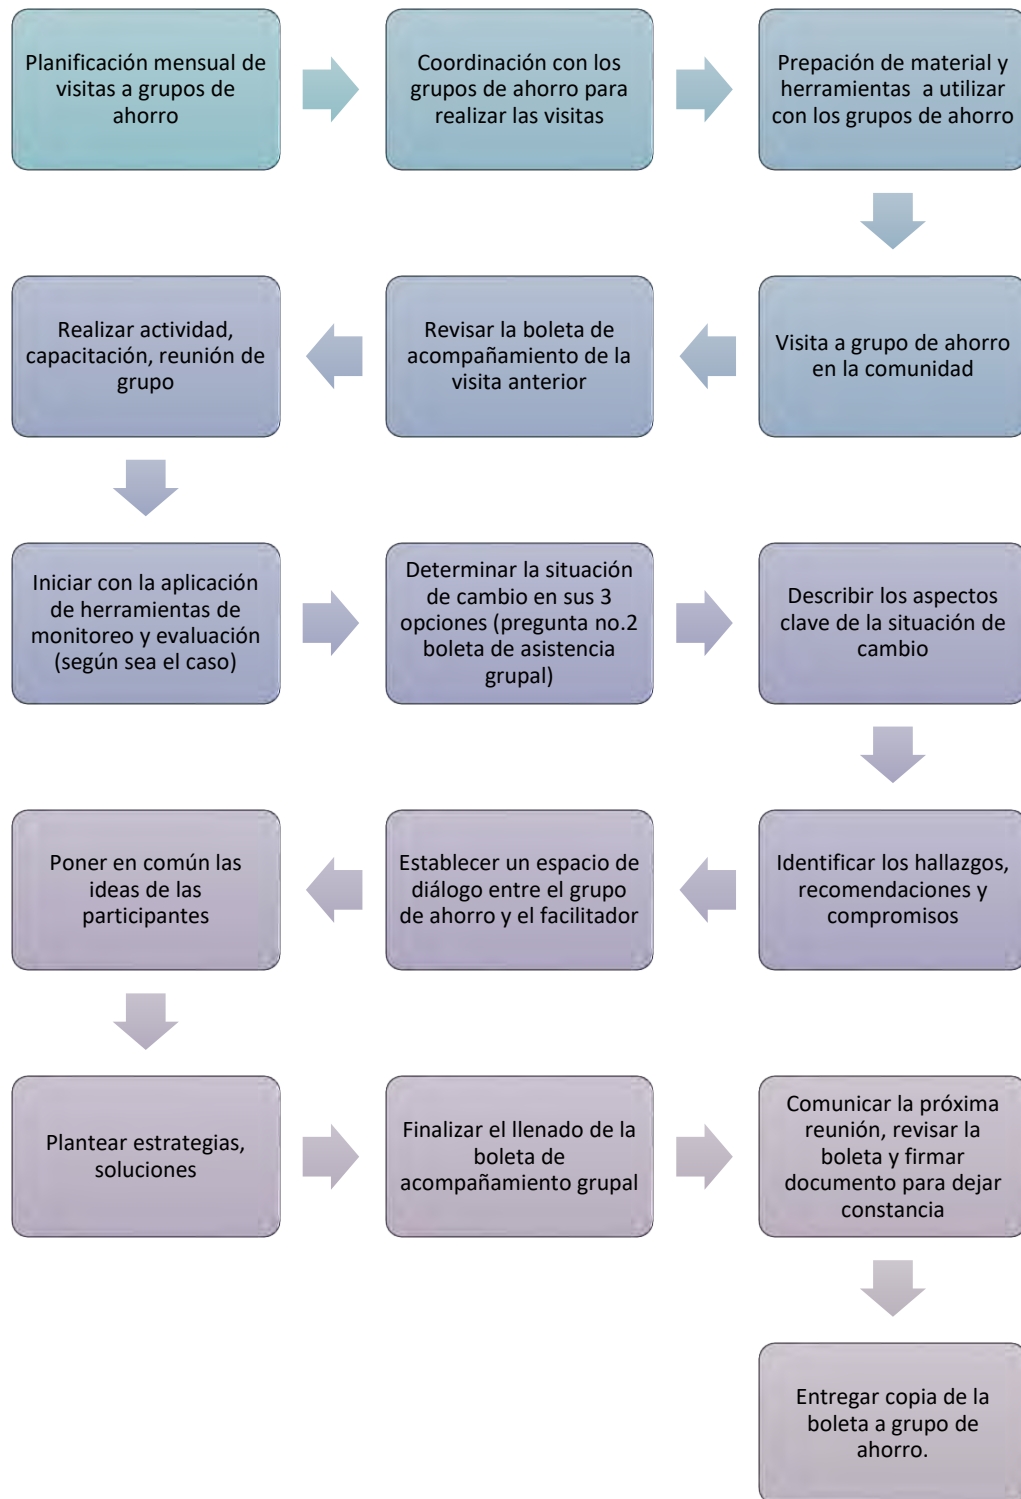 Planificación mensual de
visitas a grupos de
ahorro
Coordinación con los
grupos de ahorro para
realizar las visitas
Prepación de material y
herramientas  a utilizar
con los grupos de ahorro
Visita a grupo de ahorro
en la comunidad
Revisar la boleta de
acompañamiento de la
visita anterior
Realizar actividad,
capacitación, reunión de
grupo
Iniciar con la aplicación
de herramientas de
monitoreo y evaluación
(según sea el caso)
Determinar la situación
de cambio en sus 3
opciones (pregunta no.2
boleta de asistencia
grupal)
Describir los aspectos
clave de la situación de
cambio
Identificar los hallazgos,
recomendaciones y
compromisos
Establecer un espacio de
diálogo entre el grupo
de ahorro y el facilitador
Poner en común las
ideas de las
participantes
Plantear estrategias,
soluciones
Finalizar el llenado de la
boleta de
acompañamiento grupal
Comunicar la próxima
reunión, revisar la
boleta y firmar
documento para dejar
constancia
Entregar copia de la
boleta a grupo de
ahorro.